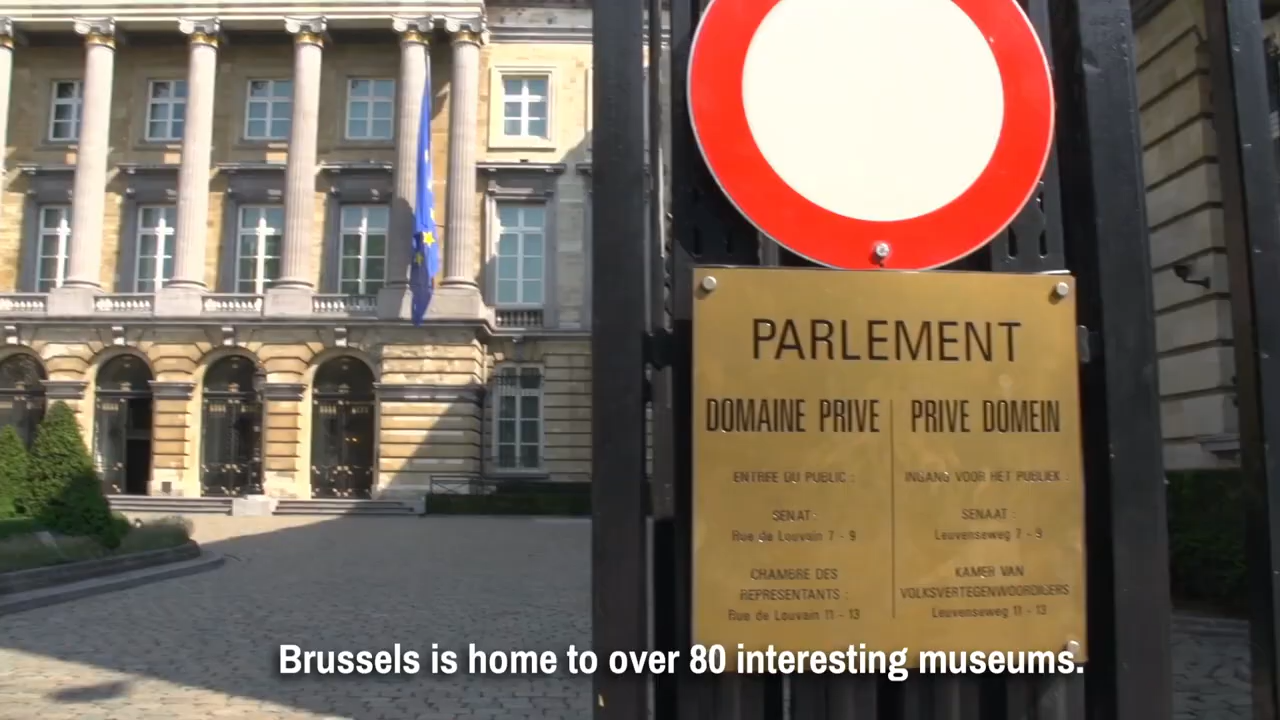 PARLEMENT
DOMAINE PRIVE
ENTREE DU PUBLIC :
SENAT :
Rue de Louvain 7 - 9
CHAMBRE DES
REPRESENTANTS :
Rue de Louvain 11 - 13
PRIVE DOMEIN
INGANG VOOR HET PUBLIEK :
SENAAT :
Leuvenseweg 7 - 9
KAMER VAN
VOLKSVERTEGENWOORDIGERS
Leuvenseweg 11 - 13
Brussels is home to over 80 interesting museums.